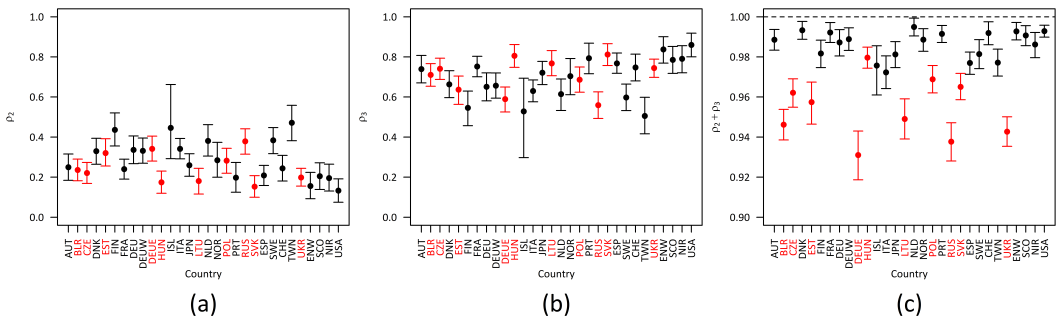 1.0
0.8
0.6
0.4
0.2
0.0
ρ2
AUT BLR CZE DNK EST FIN FRA DEU DEUW DEUE HUN ISL ITA JPN LTU NLD NOR POL PRT RUS SVK ESP SWE CHE TWN UKR ENW SCO NIR USA
Country
(a)
1.0
0.8
0.6
0.4
0.2
0.0
ρ3
AUT BLR CZE DNK EST FIN FRA DEU DEUW DEUE HUN ISL ITA JPN LTU NLD NOR POL PRT RUS SVK ESP SWE CHE TWN UKR ENW SCO NIR USA
Country
(b)
1.00
0.98
0.96
0.94
0.92
0.90
ρ2 + ρ3
AUT BLR CZE DNK EST FIN FRA DEU DEUW DEUE HUN ISL ITA JPN LTU NLD NOR POL PRT RUS SVK ESP SWE CHE TWN UKR ENW SCO NIR USA
Country
(c)